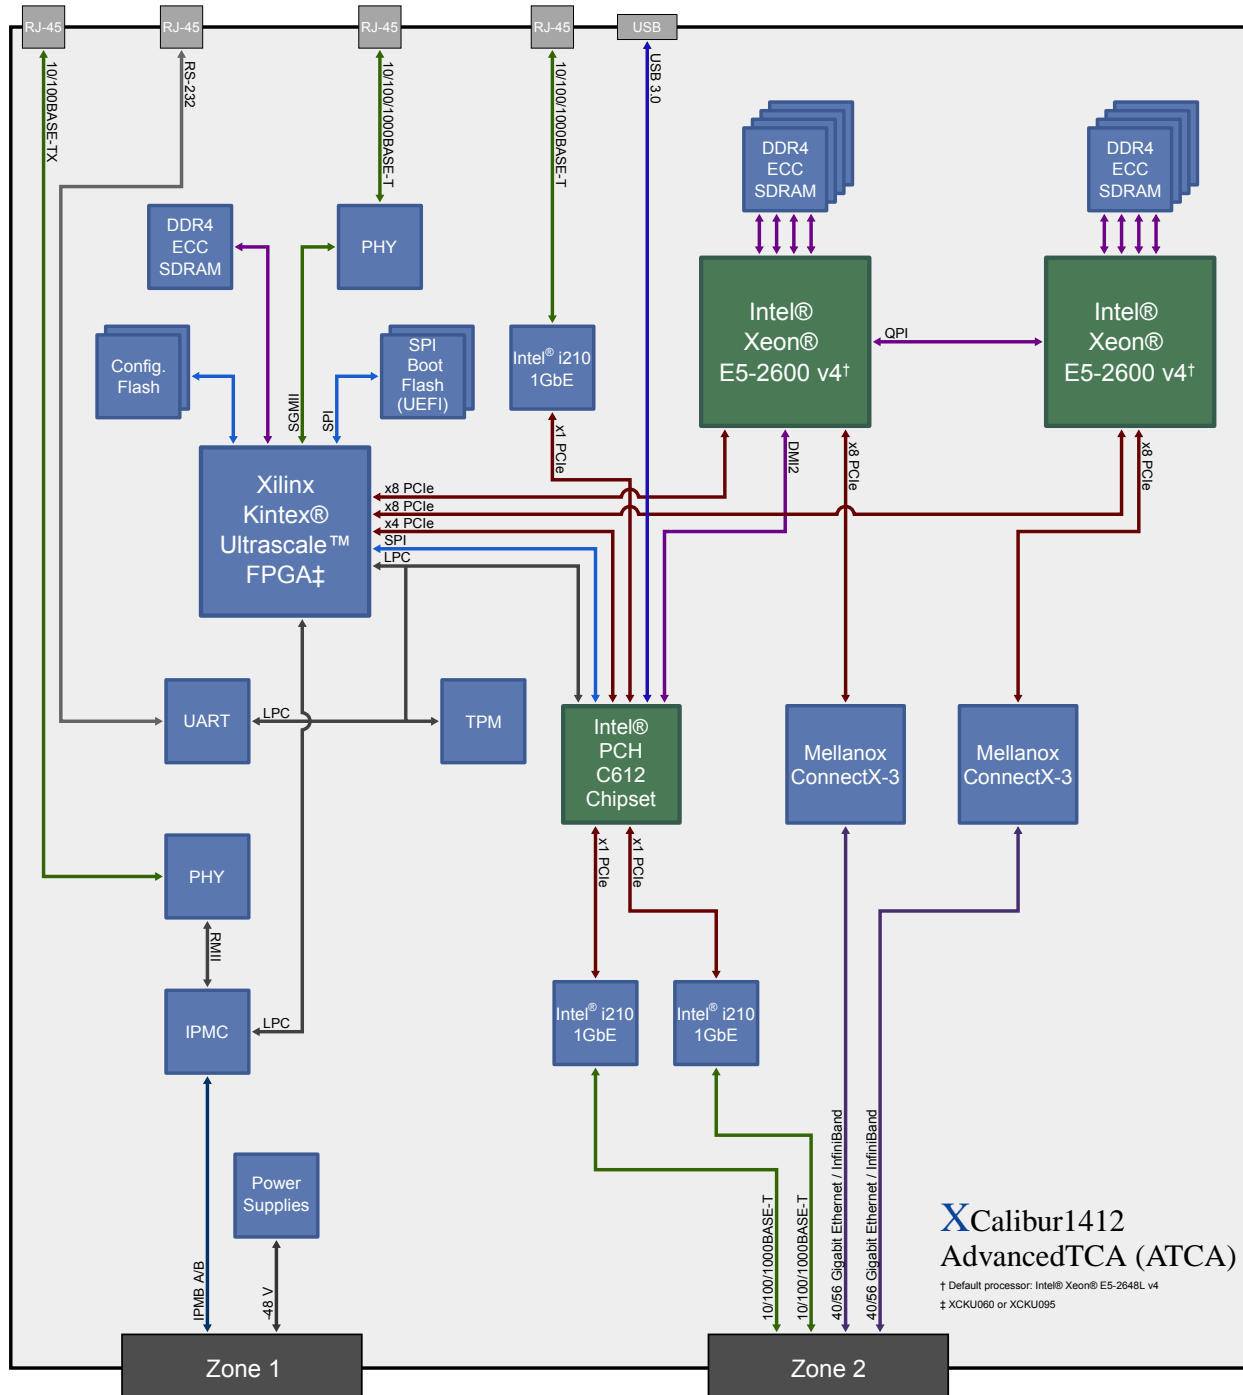 RJ-45
RJ-45
RJ-45
RJ-45
USB
10/100BASE-TX
RS-232
10/100/1000BASE-T
10/100/1000BASE-T
USB 3.0
DDR4
ECC
SDRAM
DDR4
ECC
SDRAM
DDR4
ECC
SDRAM
PHY
Intel®
Xeon®
E5-2600 v4†
QPI
Intel®
Xeon®
E5-2600 v4†
Config.
Flash
SGMII
SPI
SPI
Boot
Flash
(UEFI)
Intel® i210
1GbE
x1 PCIe
DMI2
x8 PCIe
x8 PCIe
Xilinx
Kintex®
Ultrascale™
FPGA‡
x8 PCIe
x8 PCIe
x4 PCIe
SPI
LPC
UART
LPC
TPM
Intel®
PCH
C612
Chipset
Mellanox
ConnectX-3
Mellanox
ConnectX-3
x1 PCIe
x1 PCIe
PHY
RMII
IPMC
LPC
Intel® i210
1GbE
Intel® i210
1GbE
Power
Supplies
IPMB A/B
-48 V
10/100/1000BASE-T
10/100/1000BASE-T
40/56 Gigabit Ethernet / InfiniBand
40/56 Gigabit Ethernet / InfiniBand
XCalibur1412
AdvancedTCA (ATCA)
† Default processor: Intel® Xeon® E5-2648L v4
‡ XCKU060 or XCKU095
Zone 1
Zone 2